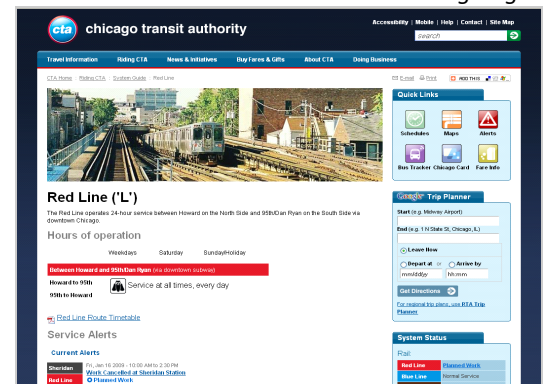 cta
chicago transit authority
Accessibility | Mobile | Help | Contact | Site Map
search
Travel Information Riding CTA News & Initiatives Buy Fares & Gifts About CTA Doing Business
CTA Home Riding CTA System Guide Red Line
E-mail Print ADD THIS
Quick Links
Schedules Maps Alerts
Bus Tracker Chicago Card Fare Info
Red Line ('L')
The Red Line operates 24-hour service between Howard on the North Side and 95th/Dan Ryan on the South Side via
downtown Chicago.
Hours of operation
Weekdays Saturday Sunday/Holiday
Between Howard and 95th/Dan Ryan (via downtown subway)
Howard to 95th
95th to Howard
Service at all times, every day
Red Line Route Timetable
Service Alerts
Current Alerts
Sheridan
Red Line
Fri, Jan 16 2009 - 10:00 AM to 2:30 PM
Work Cancelled at Sheridan Station
Planned Work
Google Trip Planner
Start (e.g. Midway Airport)
End (e.g. 1 N State St, Chicago, IL)
Leave Now
Depart at or Arrive by
mm/dd/yy hh:mm
Get Directions
For regional trip plans, use RTA Trip
Planner
System Status
Rail
Red Line Planned Work
Blue Line Normal Service